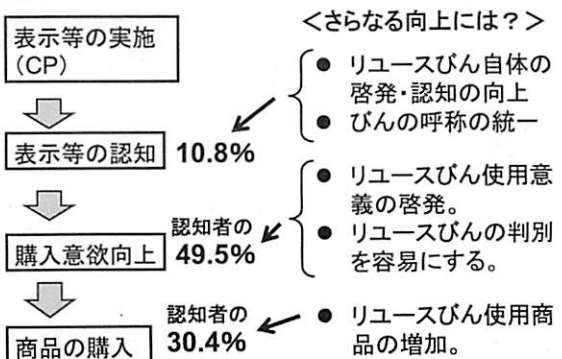 ＜さらなる向上には？＞
表示等の実施
（CP）
● リユースびん自体の
啓発・認知の向上
● びんの呼称の統一
表示等の認知 10.8%
● リユースびん使用意
義の啓発。
● リユースびんの判別
を容易にする。
認知者の
購入意欲向上 49.5%
認知者の
商品の購入 30.4%
● リユースびん使用商
品の増加。